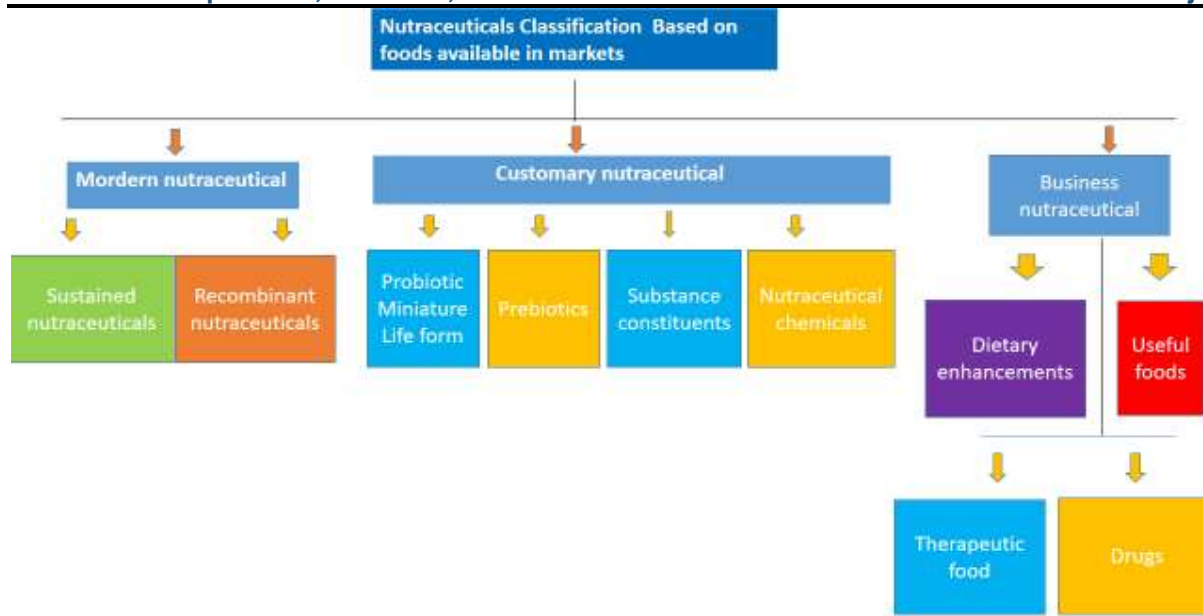 Nutraceuticals Classification Based on
foods available in markets
Mordern nutraceutical
Customary nutraceutical
Business
nutraceutical
Sustained
nutraceuticals
Recombinant
nutraceuticals
Probiotic
Miniature
Life form
Prebiotics
Substance
constituents
Nutraceutical
chemicals
Dietary
enhancements
Useful
foods
Therapeutic
food
Drugs